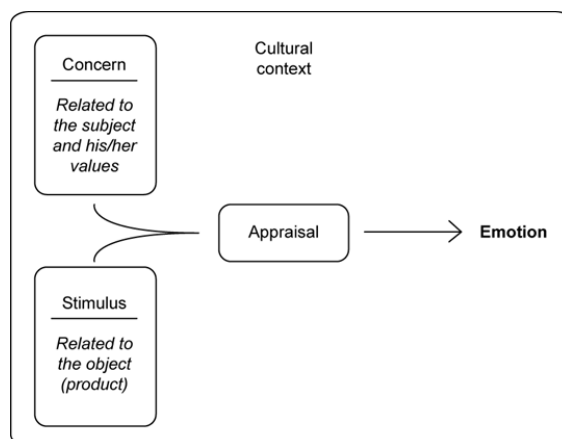 Cultural
context
Concern
Related to
the subject
and his/her
values
Appraisal
Emotion
Stimulus
Related to
the object
(product)